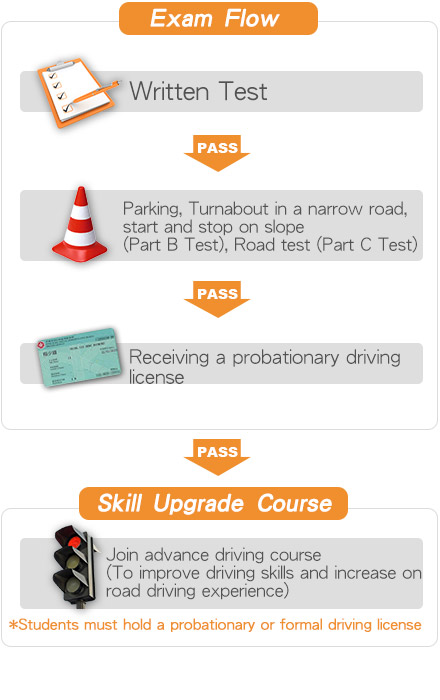 Exam Flow
Written Test
PASS
Parking, Turnabout in a narrow road,
start and stop on slope
(Part B Test), Road test (Part C Test)
PASS
Receiving a probationary driving
license
PASS
Skill Upgrade Course
Join advance driving course
(To improve driving skills and increase on
road driving experience)
*Students must hold a probationary or formal driving license